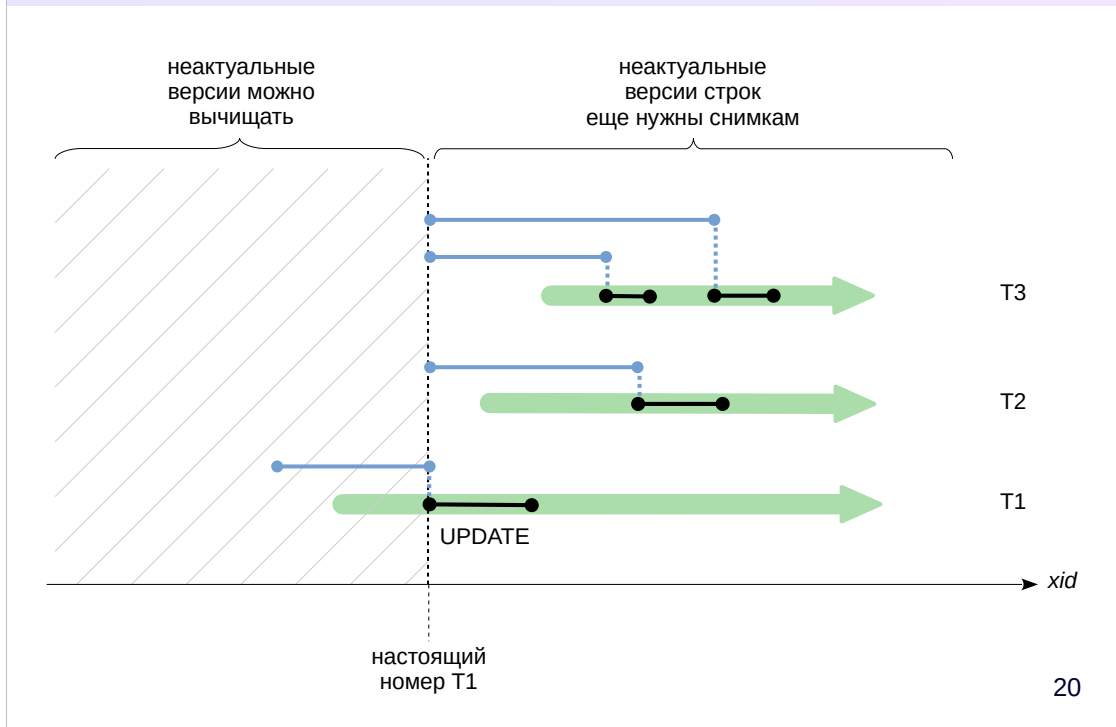 неактуальные
версии можно
вычищать
неактуальные
версии строк
еще нужны снимкам
T3
T2
T1
UPDATE
xid
настоящий
номер T1
20